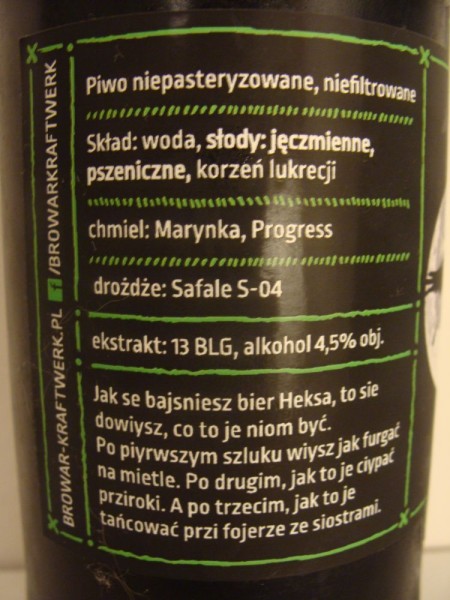 Piwo niepasteryzowane, niefiltrowane
Skład: woda, słody: jęczmienne,
pszeniczne, korzeń lukrecji
chmiel: Marynka, Progress
drożdże: Safale S-04
ekstrakt: 13 BLG, alkohol 4,5% obj.
Jak se bajsniesz bier Heksa, to sie
dowiysz, co to je niom być.
Po piyrwszym szluku wiysz jak furgać
na mietle. Po drugim, jak to je ciypać
prziroki. A po trzecim, jak to je
tańcować przi fojerze ze siostrami.
BROWAR-KRAFTWERK.PL f /BROWARKRAFTWERK